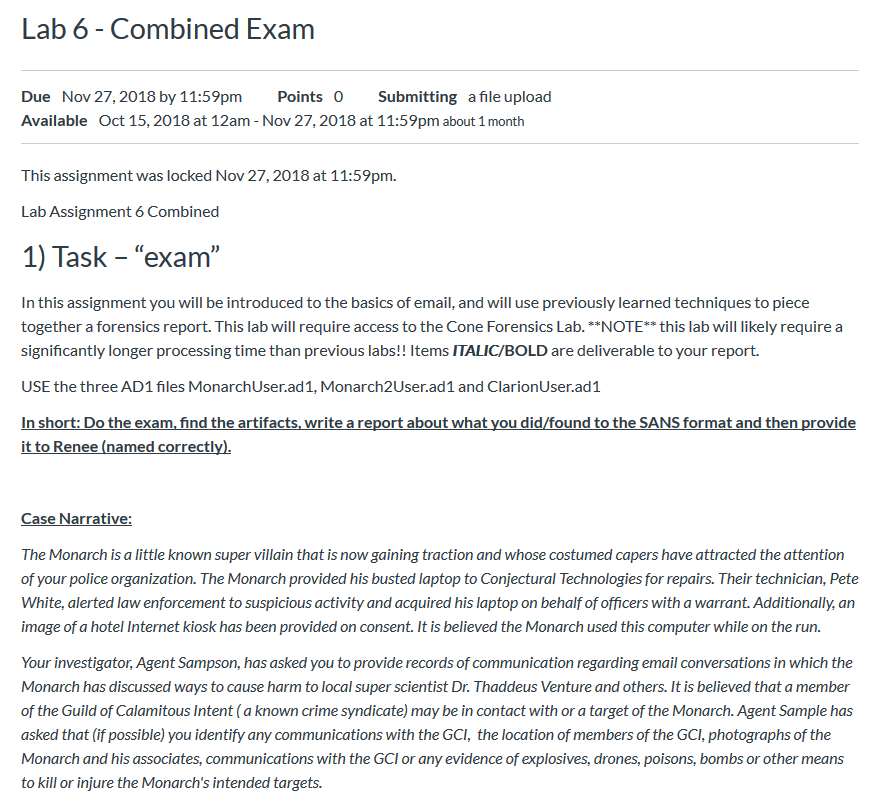 Lab 6 - Combined Exam
Due Nov 27, 2018 by 11:59pm Points 0 Submitting a file upload
Available Oct 15, 2018 at 12am - Nov 27, 2018 at 11:59pm about 1 month
This assignment was locked Nov 27, 2018 at 11:59pm.
Lab Assignment 6 Combined
1) Task – “exam”
In this assignment you will be introduced to the basics of email, and will use previously learned techniques to piece
together a forensics report. This lab will require access to the Cone Forensics Lab. **NOTE** this lab will likely require a
significantly longer processing time than previous labs!! Items ITALIC/BOLD are deliverable to your report.
USE the three AD1 files MonarchUser.ad1, Monarch2User.ad1 and ClarionUser.ad1
In short: Do the exam, find the artifacts, write a report about what you did/found to the SANS format and then provide
it to Renee (named correctly).
Case Narrative:
The Monarch is a little known super villain that is now gaining traction and whose costumed capers have attracted the attention
of your police organization. The Monarch provided his busted laptop to Conjectural Technologies for repairs. Their technician, Pete
White, alerted law enforcement to suspicious activity and acquired his laptop on behalf of officers with a warrant. Additionally, an
image of a hotel Internet kiosk has been provided on consent. It is believed the Monarch used this computer while on the run.
Your investigator, Agent Sampson, has asked you to provide records of communication regarding email conversations in which the
Monarch has discussed ways to cause harm to local super scientist Dr. Thaddeus Venture and others. It is believed that a member
of the Guild of Calamitous Intent ( a known crime syndicate) may be in contact with or a target of the Monarch. Agent Sample has
asked that (if possible) you identify any communications with the GCI, the location of members of the GCI, photographs of the
Monarch and his associates, communications with the GCI or any evidence of explosives, drones, poisons, bombs or other means
to kill or injure the Monarch's intended targets.